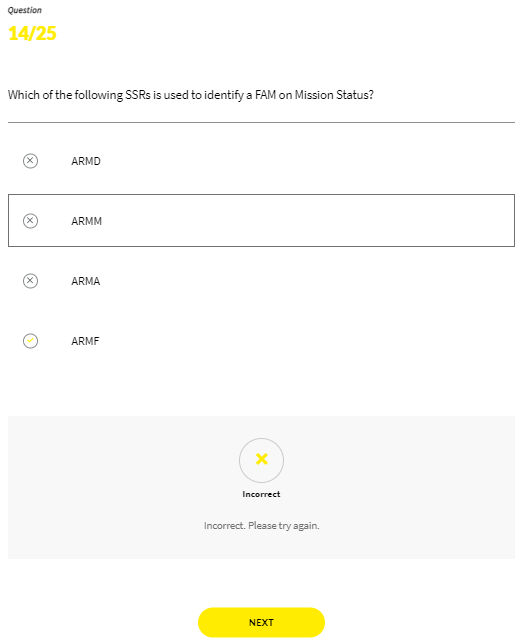 Question
14/25
Which of the following SSRs is used to identify a FAM on Mission Status?
ARMD
ARMM
ARMA
ARMF
Incorrect
Incorrect. Please try again.
NEXT